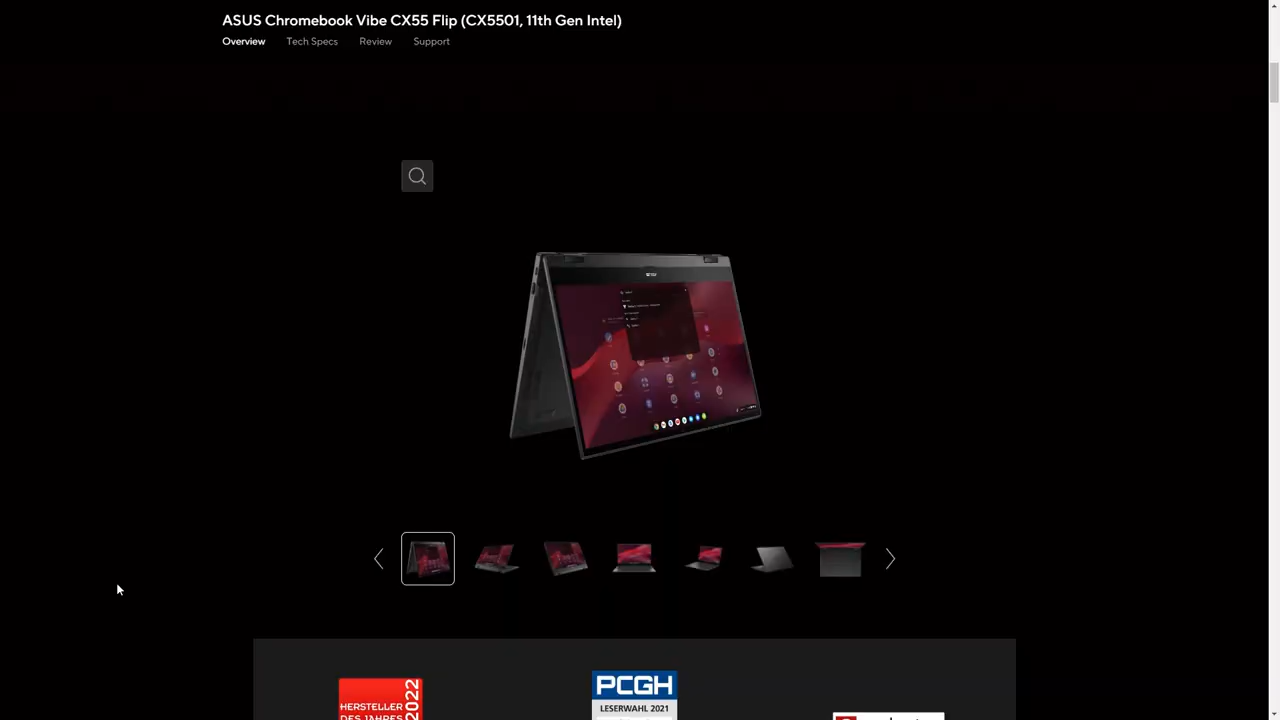 ASUS Chromebook Vibe CX55 Flip (CX5501, 11th Gen Intel)
Overview
Tech Specs
Review
Support
HERSTELLER
DES JAHRES
2022
PCGH
LESERWAHL 2021